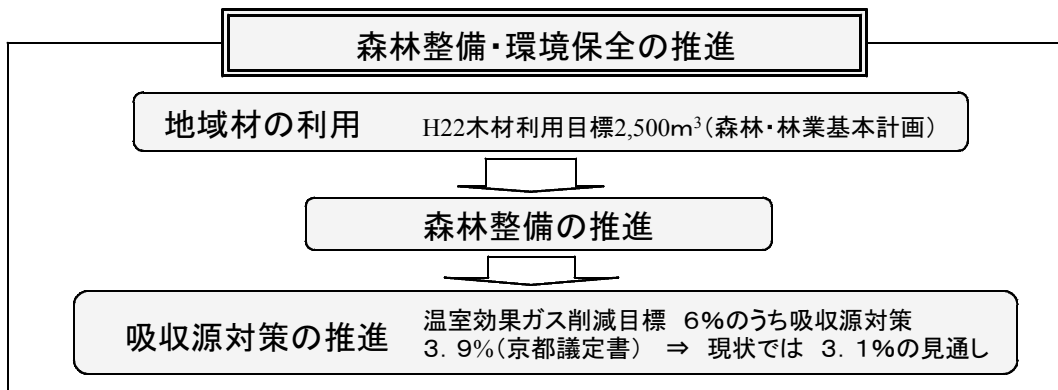 森林整備・環境保全の推進
地域材の利用 H22木材利用目標2,500m³(森林・林業基本計画)
森林整備の推進
吸収源対策の推進 温室効果ガス削減目標 6%のうち吸収源対策
3.9%(京都議定書) ⇒ 現状では 3.1%の見通し